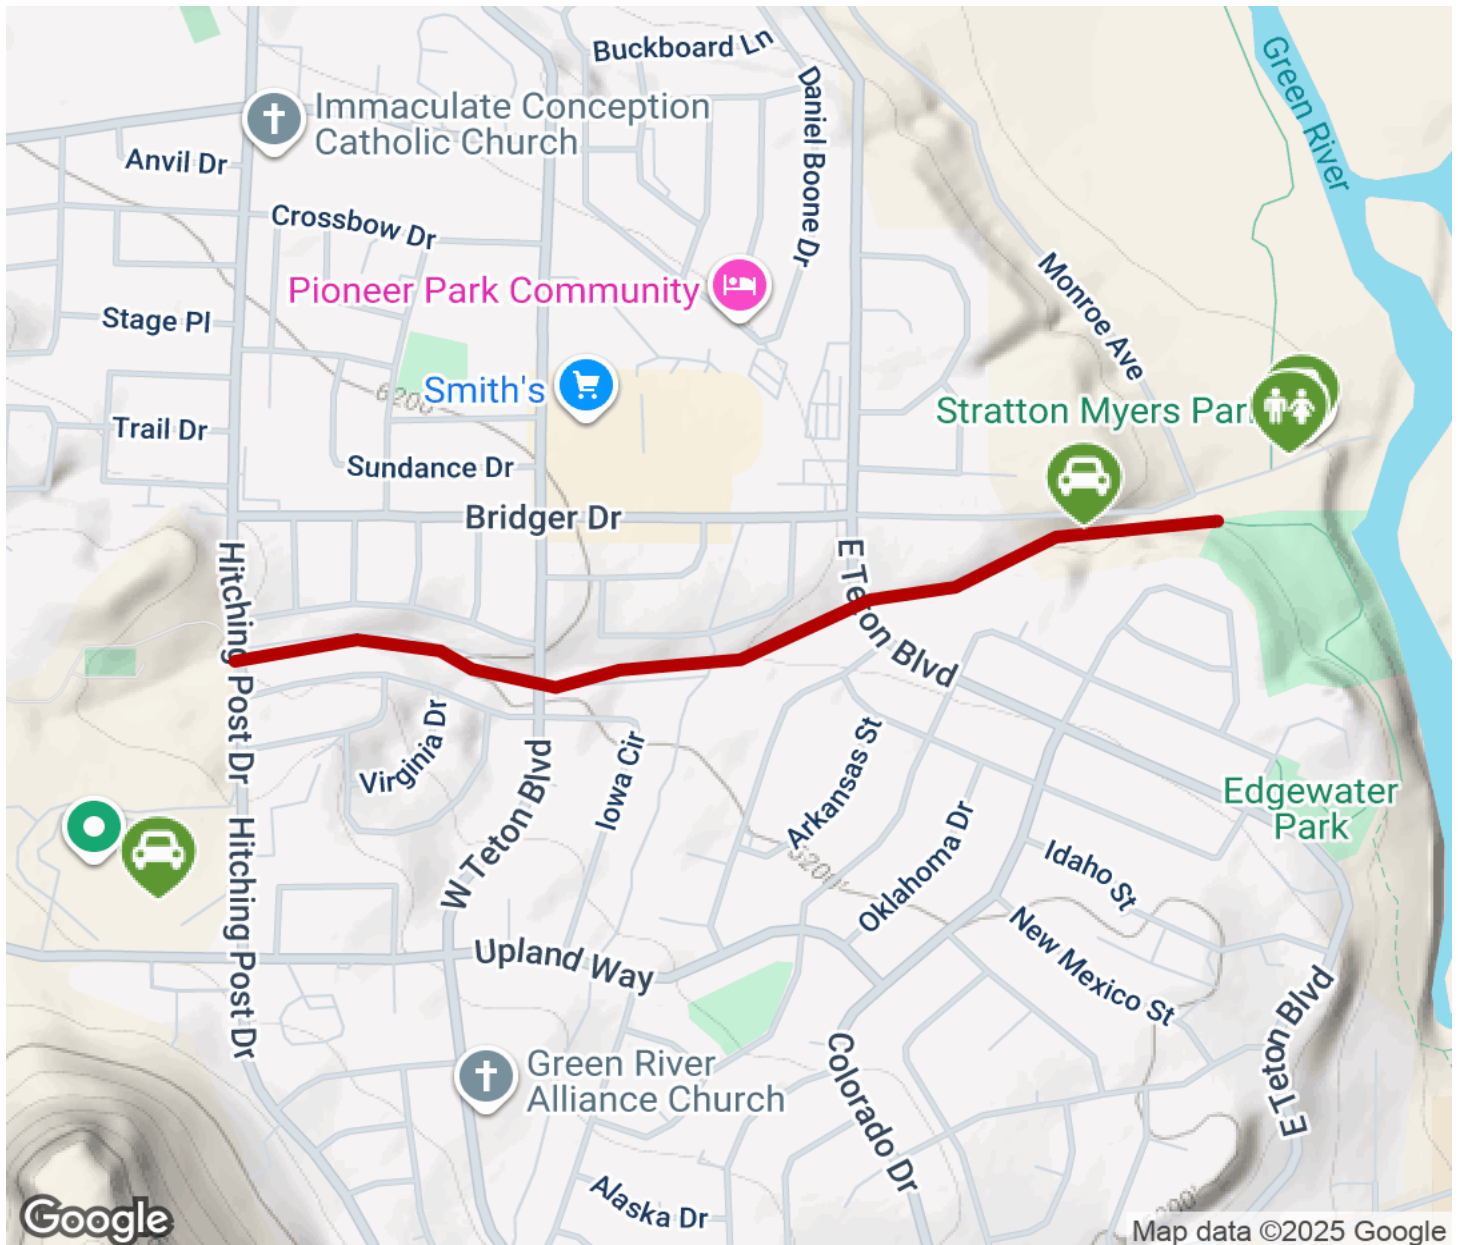 Buckboard Ln
Green River
Daniel Boone Dr
Immaculate Conception
Catholic Church
Anvil Dr
Crossbow Dr
Monroe Ave
Pioneer Park Community
Stage Pl
Smith's
6200'
Stratton Myers Par
Trail Dr
Sundance Dr
Bridger Dr
Hitching Post Dr
E Teton Blvd
Virginia Dr
W Teton Blvd
Iowa Cir
Arkansas St
Edgewater
Park
Hitching Post Dr
Oklahoma Dr
Idaho St
New Mexico St
Upland Way
E Teton Blvd
Colorado Dr
Green River
Alliance Church
Alaska Dr
Google
Map data ©2025 Google